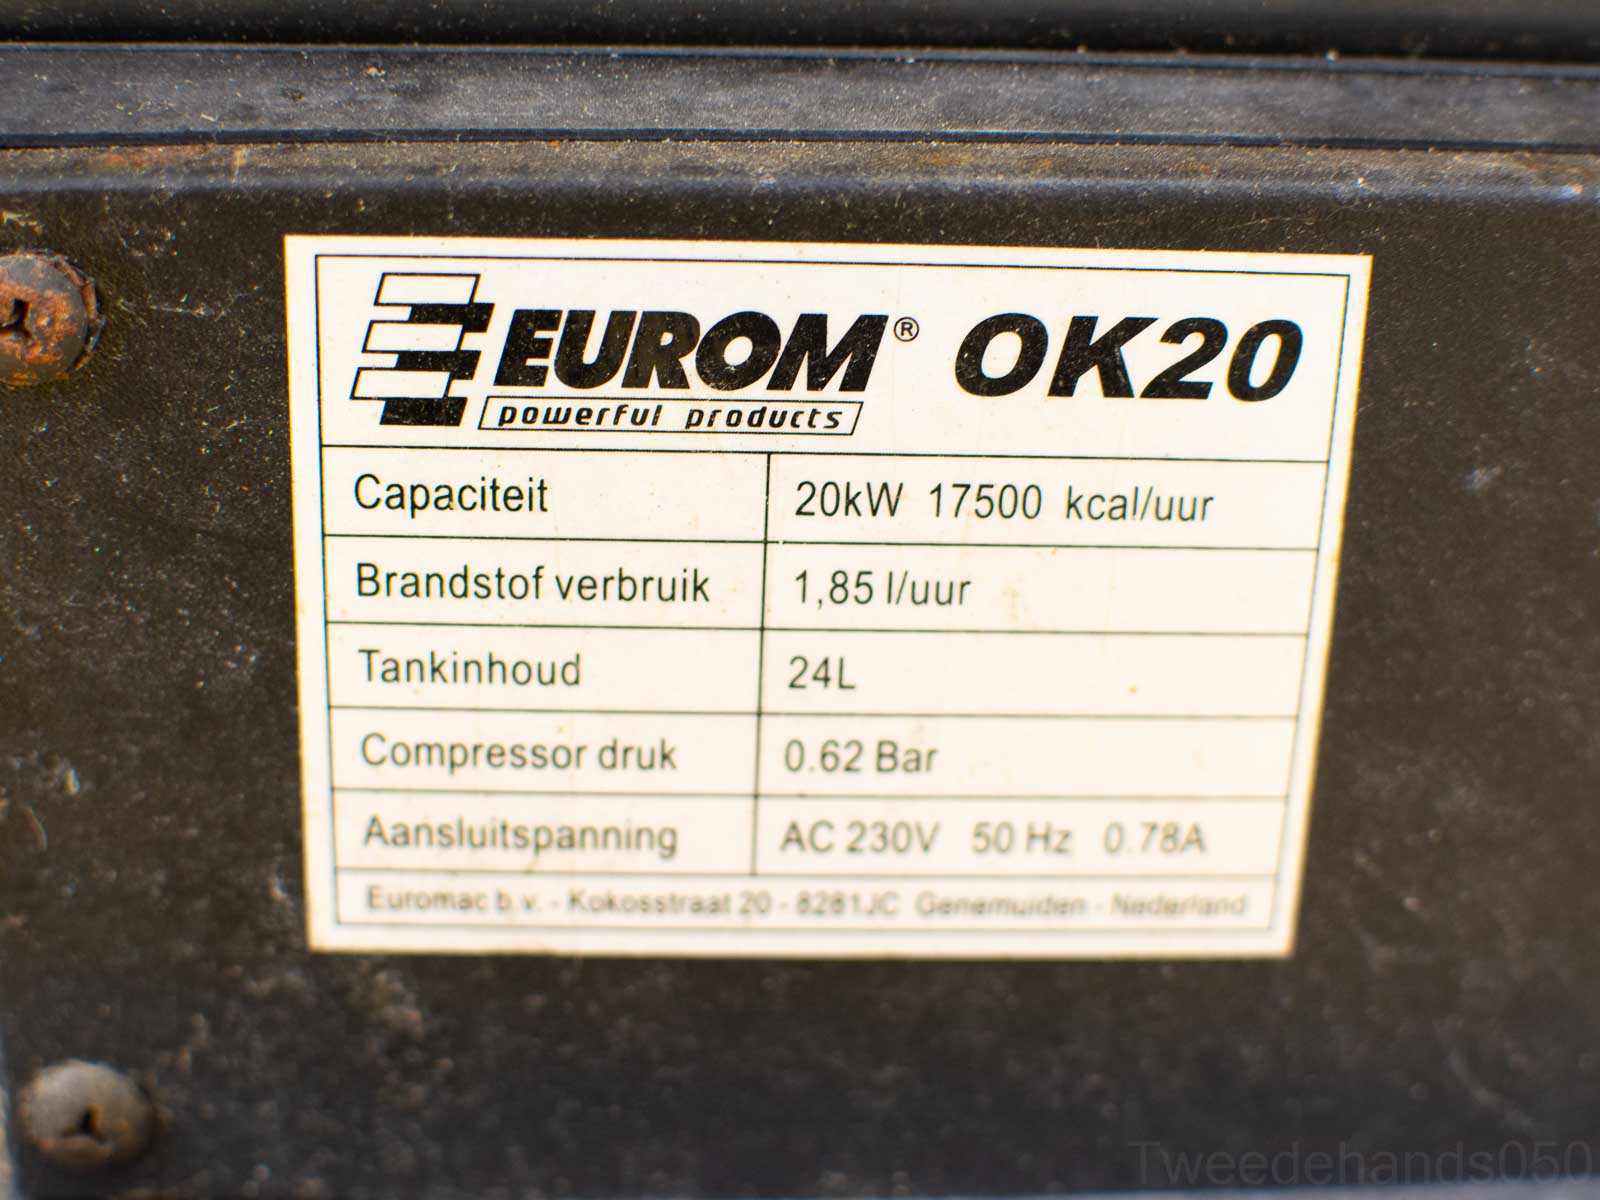 EUROM® OK20
powerful products
Capaciteit 20kW 17500 kcal/uur
Brandstof verbruik 1,85 l/uur
Tankinhoud 24L
Compressor druk 0.62 Bar
Aansluitspanning AC 230V 50 Hz 0.78A
Euromac b.v. - Kokosstraat 20 - 8281JC Genemuiden - Nederland
Tweedehands050